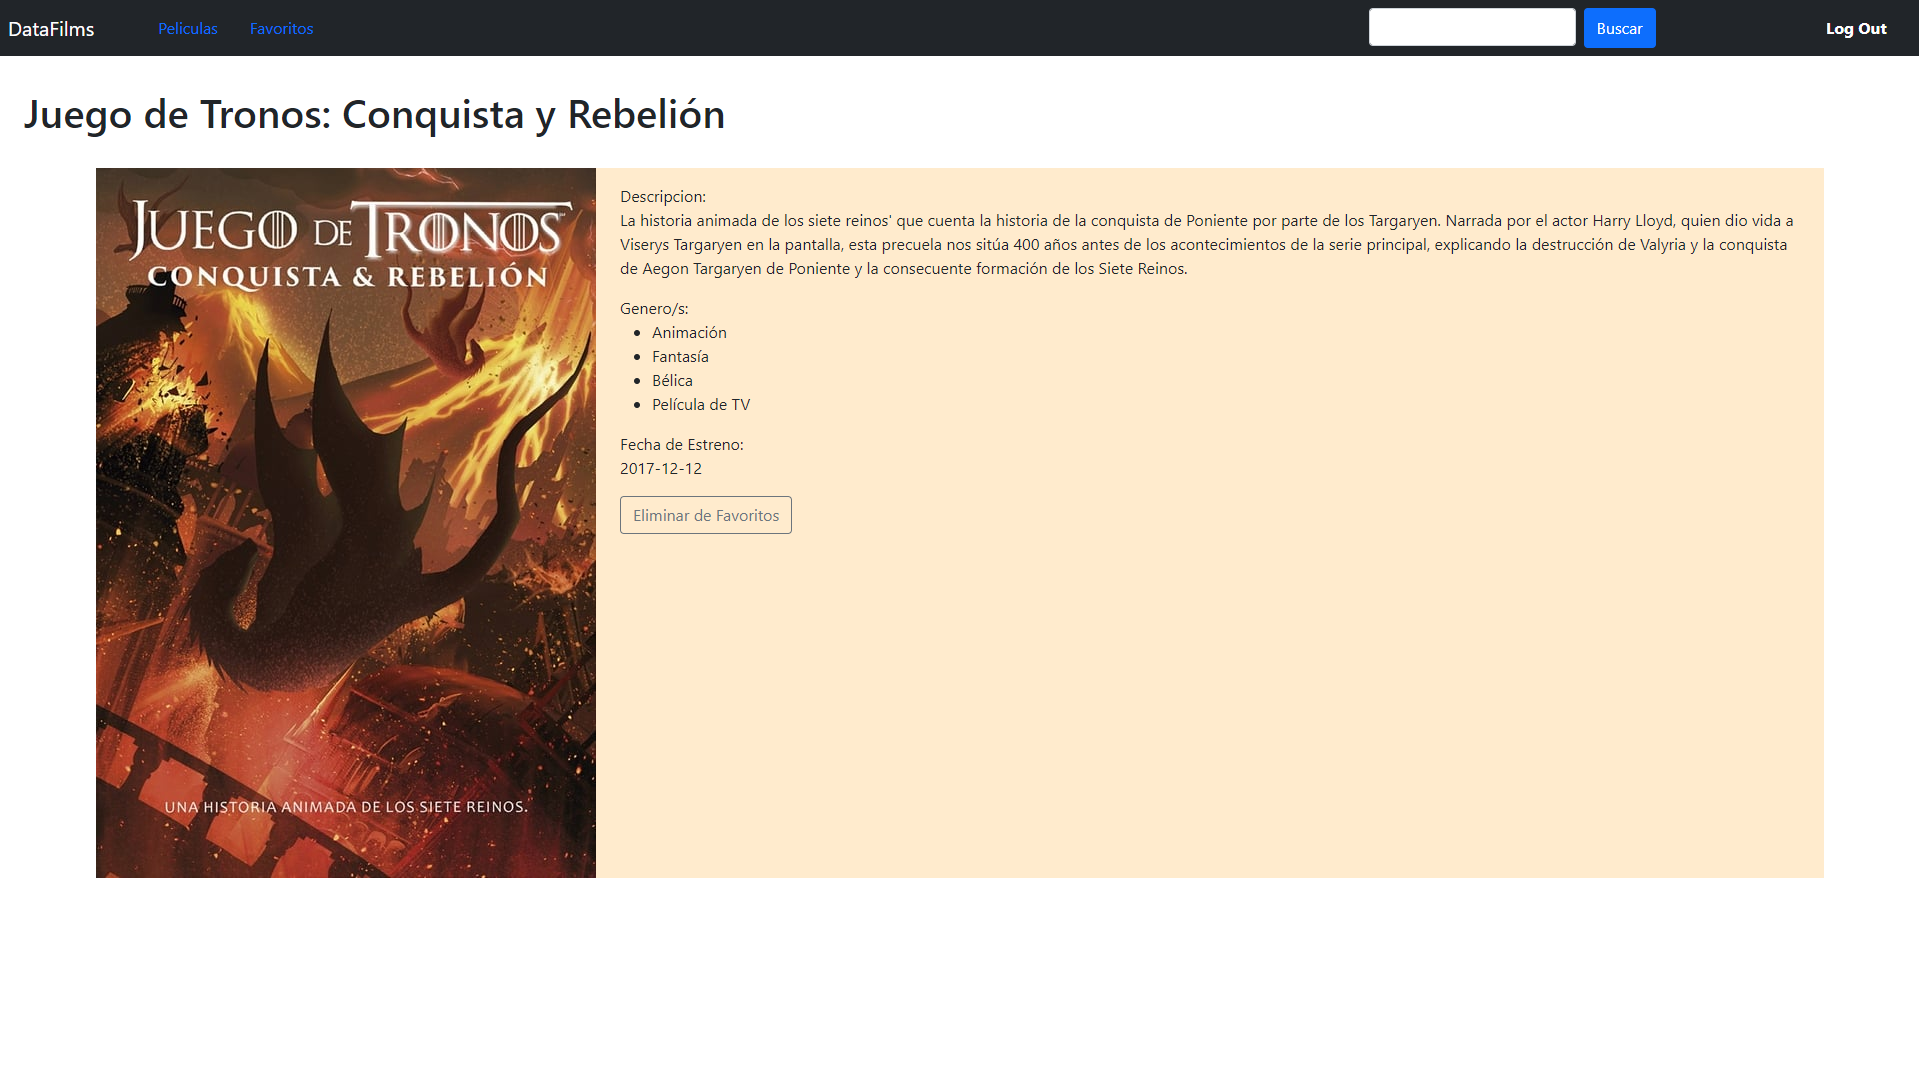 DataFilms
Peliculas
Favoritos
Buscar
Log Out
Juego de Tronos: Conquista y Rebelión
JUEGO DE TRONOS
CONQUISTA & REBELIÓN
UNA HISTORIA ANIMADA DE LOS SIETE REINOS.
Descripcion:
La historia animada de los siete reinos' que cuenta la historia de la conquista de Poniente por parte de los Targaryen. Narrada por el actor Harry Lloyd, quien dio vida a
Viserys Targaryen en la pantalla, esta precuela nos sitúa 400 años antes de los acontecimientos de la serie principal, explicando la destrucción de Valyria y la conquista
de Aegon Targaryen de Poniente y la consecuente formación de los Siete Reinos.
Genero/s:
• Animación
• Fantasía
• Bélica
• Película de TV
Fecha de Estreno:
2017-12-12
Eliminar de Favoritos